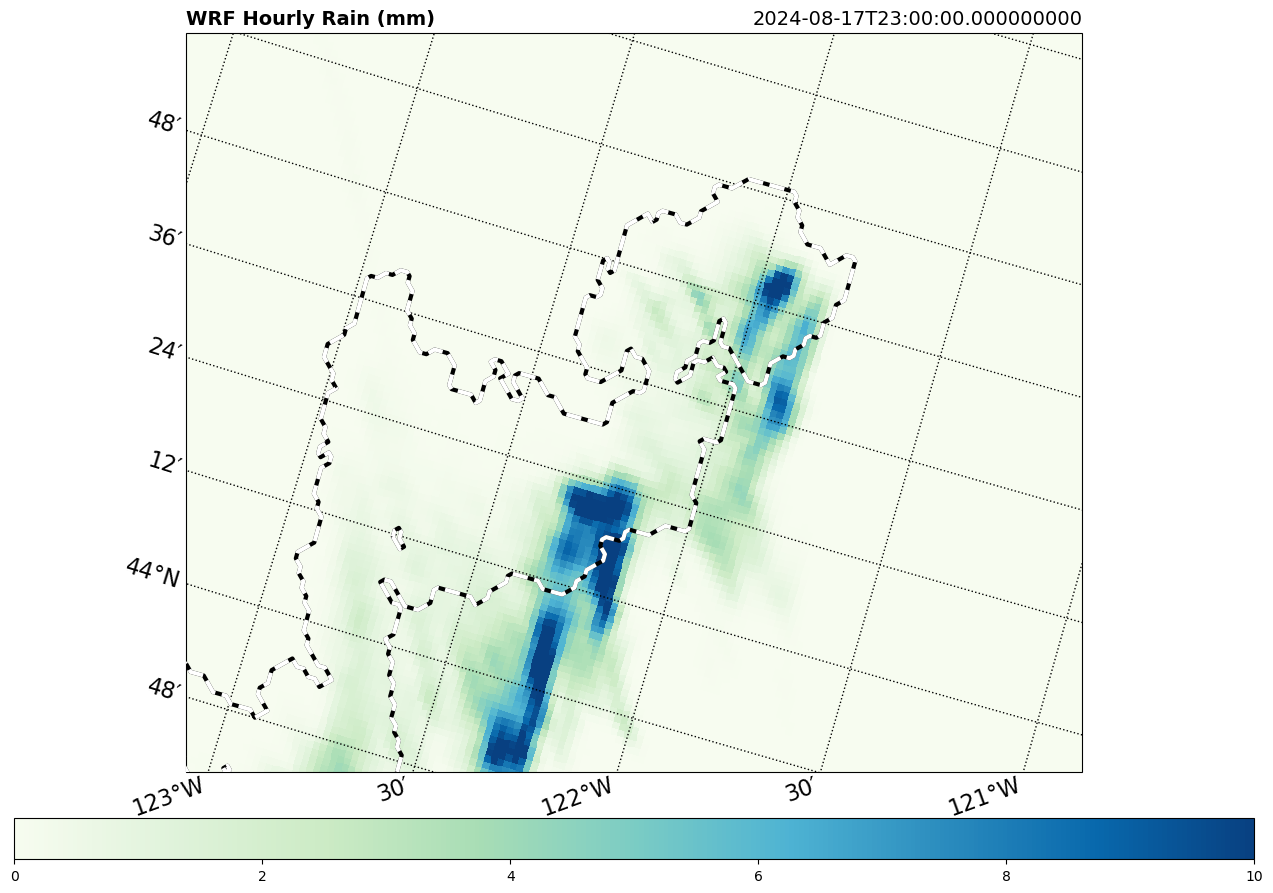 WRF Hourly Rain (mm)
2024-08-17T23:00:00.000000000
48′
36′
24′
12′
44°N
48′
123°W
30′
122°W
30′
121°W
0
2
4
6
8
10